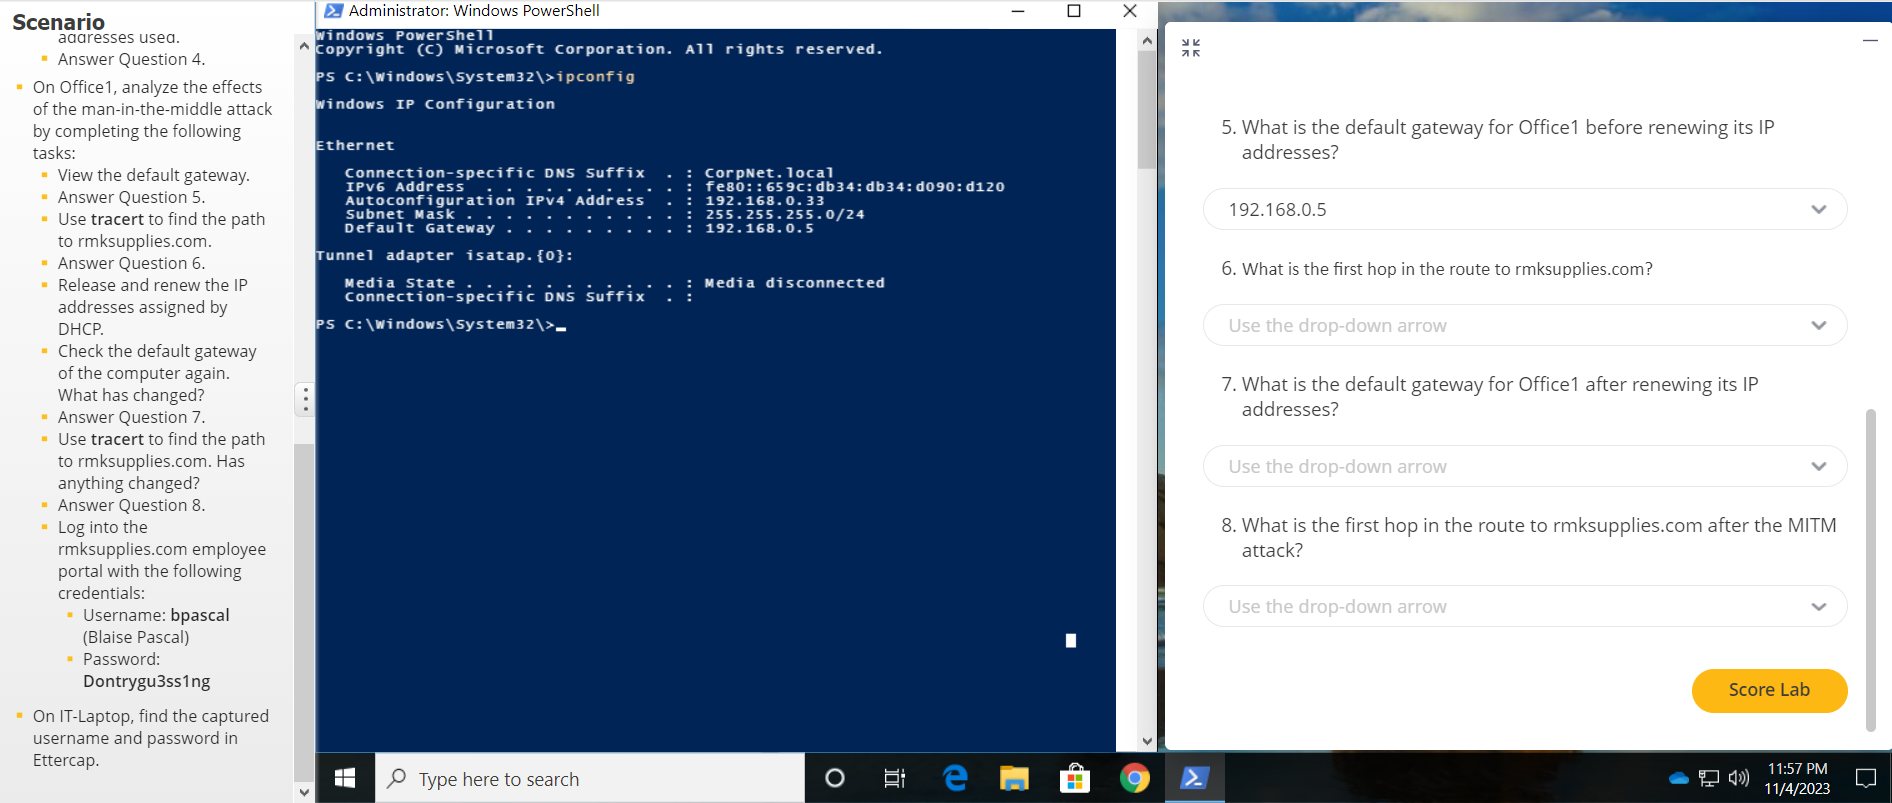 Scenario
addresses used.
Answer Question 4.
On Office1, analyze the effects
of the man-in-the-middle attack
by completing the following
tasks:
View the default gateway.
Answer Question 5.
Use tracert to find the path
to rmksupplies.com.
Answer Question 6.
Release and renew the IP
addresses assigned by
DHCP.
Check the default gateway
of the computer again.
What has changed?
Answer Question 7.
Use tracert to find the path
to rmksupplies.com. Has
anything changed?
Answer Question 8.
Log into the
rmksupplies.com employee
portal with the following
credentials:
Username: bpascal
(Blaise Pascal)
Password:
Dontrygu3ss1ng
On IT-Laptop, find the captured
username and password in
Ettercap.
Administrator: Windows PowerShell
Windows PowerShell
Copyright (C) Microsoft Corporation. All rights reserved.
PS C:\Windows\System32\>ipconfig
Windows IP Configuration
Ethernet
Connection-specific DNS Suffix . : CorpNet.local
IPv6 Address . . . . . . . . . . : fe80::659c:db34:db34:d090:d120
Autoconfiguration IPv4 Address . : 192.168.0.33
Subnet Mask . . . . . . . . . . . : 255.255.255.0/24
Default Gateway . . . . . . . . . : 192.168.0.5
Tunnel adapter isatap.{0}:
Media State . . . . . . . . . . . : Media disconnected
Connection-specific DNS Suffix . :
PS C:\Windows\System32\>_
5. What is the default gateway for Office1 before renewing its IP
addresses?
192.168.0.5
6. What is the first hop in the route to rmksupplies.com?
Use the drop-down arrow
7. What is the default gateway for Office1 after renewing its IP
addresses?
Use the drop-down arrow
8. What is the first hop in the route to rmksupplies.com after the MITM
attack?
Use the drop-down arrow
Score Lab
Type here to search
11:57 PM
11/4/2023